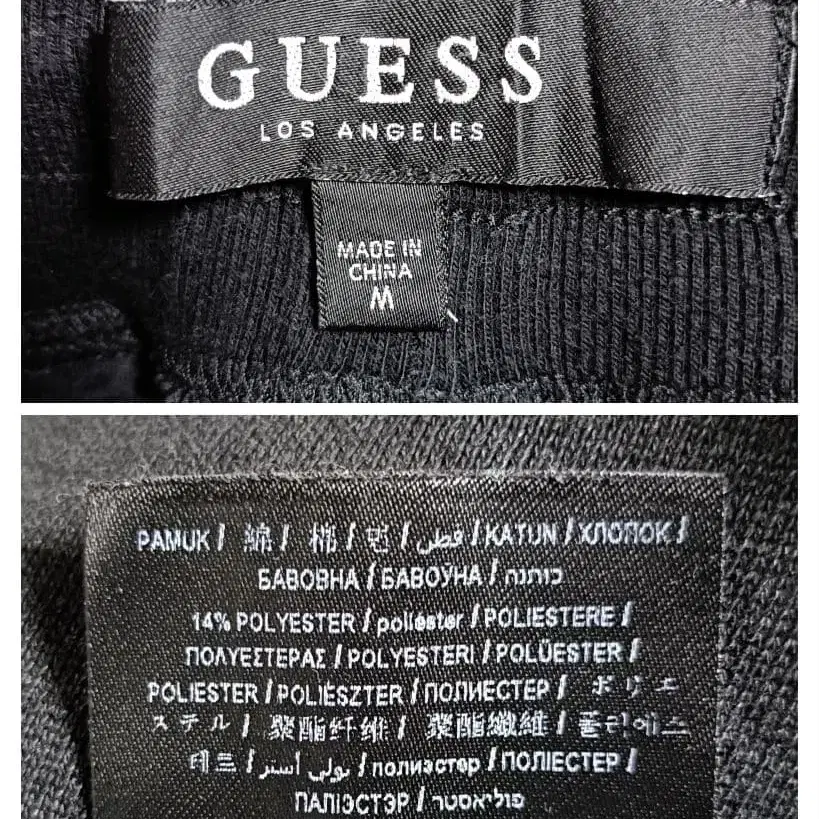 GUESS
LOS ANGELES
MADE IN
CHINA
M
PAMUK / 綿 / 棉 / 면 / قطن / KATUN / ХЛОПОК /
БАВОВНА / БАВОЎНА / כותנה
14% POLYESTER / poliéster / POLIESTERE /
ΠΟΛΥΕΣΤΕΡΑΣ / POLYESTERI / POLÜESTER /
POLIESTER / POLIÉSZTER / ПОЛИЕСТЕР / ポリエ
ステル / 聚酯纤维 / 聚酯纖維 / 폴리에스
테르 / بولي أستر / полиэстер / ПОЛІЕСТЕР /
ПАЛІЭСТЭР / פוליאסטר